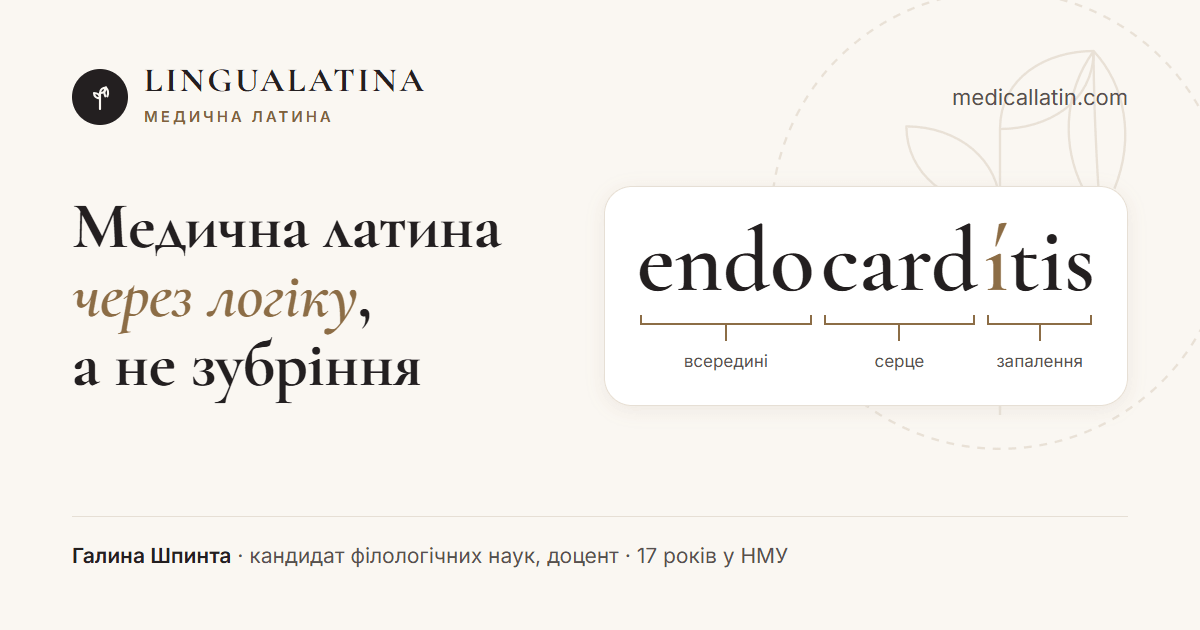 LINGUALATINA
МЕДИЧНА ЛАТИНА
medicallatin.com
Медична латина
через логіку,
а не зубріння
endocardítis
всередині серце запалення
Галина Шпинта · кандидат філологічних наук, доцент · 17 років у НМУ